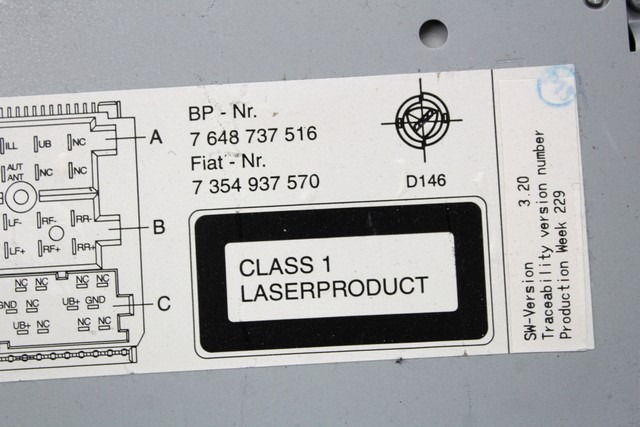 BP - Nr.
7 648 737 516
Fiat - Nr.
7 354 937 570
D146
CLASS 1
LASERPRODUCT
SW-Version 3.20
Traceability version number
Production Week 229
A
ILL UB NC
AUT ANT NC NC
B
LF- RF- RR-
LF+ RF+ RR+
C
NC NC NC
GND NC UB+ GND
UB+ NC NC NC